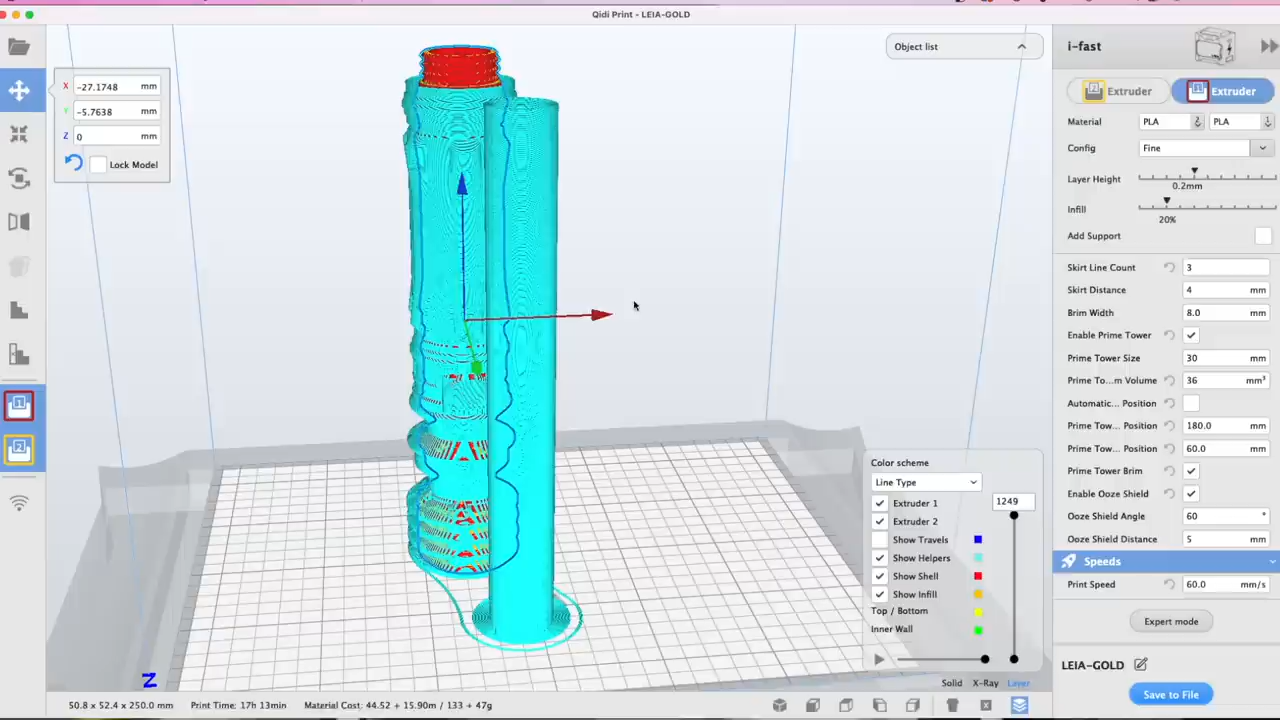 Qidi Print - LEIA-GOLD
X -27.1748 mm
Y -5.7638 mm
Z 0 mm
Lock Model
1
2
Z
Object list
i-fast
2 Extruder
1 Extruder
Material PLA PLA
Config Fine
Layer Height
0.2mm
Infill
20%
Add Support
Skirt Line Count 3
Skirt Distance 4 mm
Brim Width 8.0 mm
Enable Prime Tower
Prime Tower Size 30 mm
Prime To...m Volume 36 mm³
Automatic... Position
Prime Tow... Position 180.0 mm
Prime Tow... Position 60.0 mm
Prime Tower Brim
Enable Ooze Shield
Ooze Shield Angle 60 °
Ooze Shield Distance 5 mm
Speeds
Print Speed 60.0 mm/s
Expert mode
LEIA-GOLD
Save to File
Color scheme
Line Type
1249
Extruder 1
Extruder 2
Show Travels
Show Helpers
Show Shell
Show Infill
Top / Bottom
Inner Wall
Solid X-Ray Layer
50.8 x 52.4 x 250.0 mm Print Time: 17h 13min Material Cost: 44.52 + 15.90m / 133 + 47g